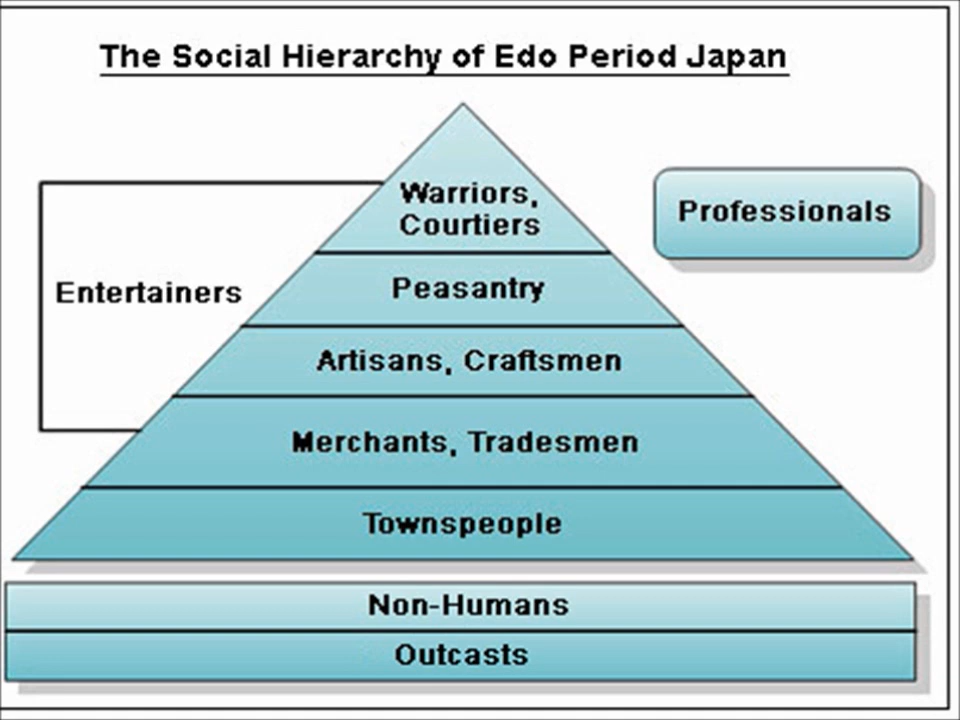 The Social Hierarchy of Edo Period Japan
Warriors,
Courtiers
Professionals
Entertainers
Peasantry
Artisans, Craftsmen
Merchants, Tradesmen
Townspeople
Non-Humans
Outcasts